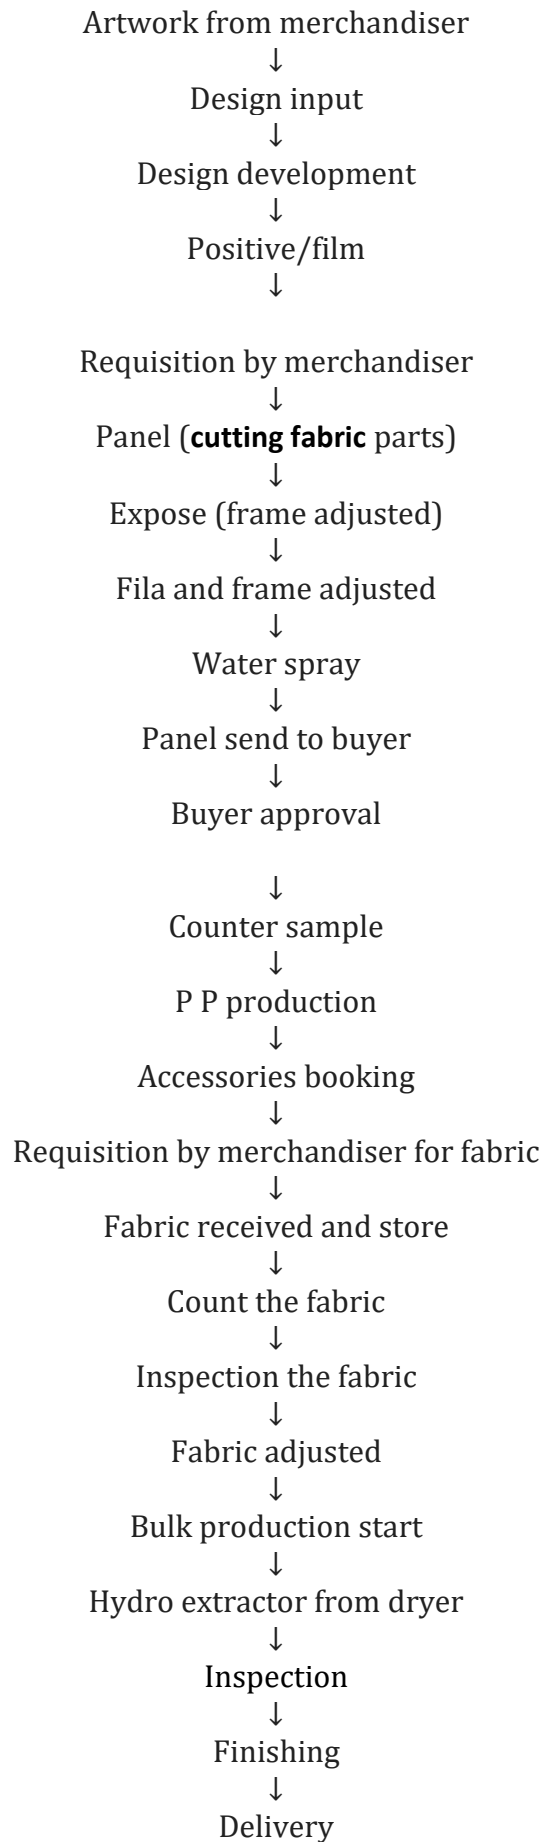 Artwork from merchandiser
↓
Design input
↓
Design development
↓
Positive/film
↓
Requisition by merchandiser
↓
Panel (cutting fabric parts)
↓
Expose (frame adjusted)
↓
Fila and frame adjusted
↓
Water spray
↓
Panel send to buyer
↓
Buyer approval
↓
Counter sample
↓
P P production
↓
Accessories booking
↓
Requisition by merchandiser for fabric
↓
Fabric received and store
↓
Count the fabric
↓
Inspection the fabric
↓
Fabric adjusted
↓
Bulk production start
↓
Hydro extractor from dryer
↓
Inspection
↓
Finishing
↓
Delivery